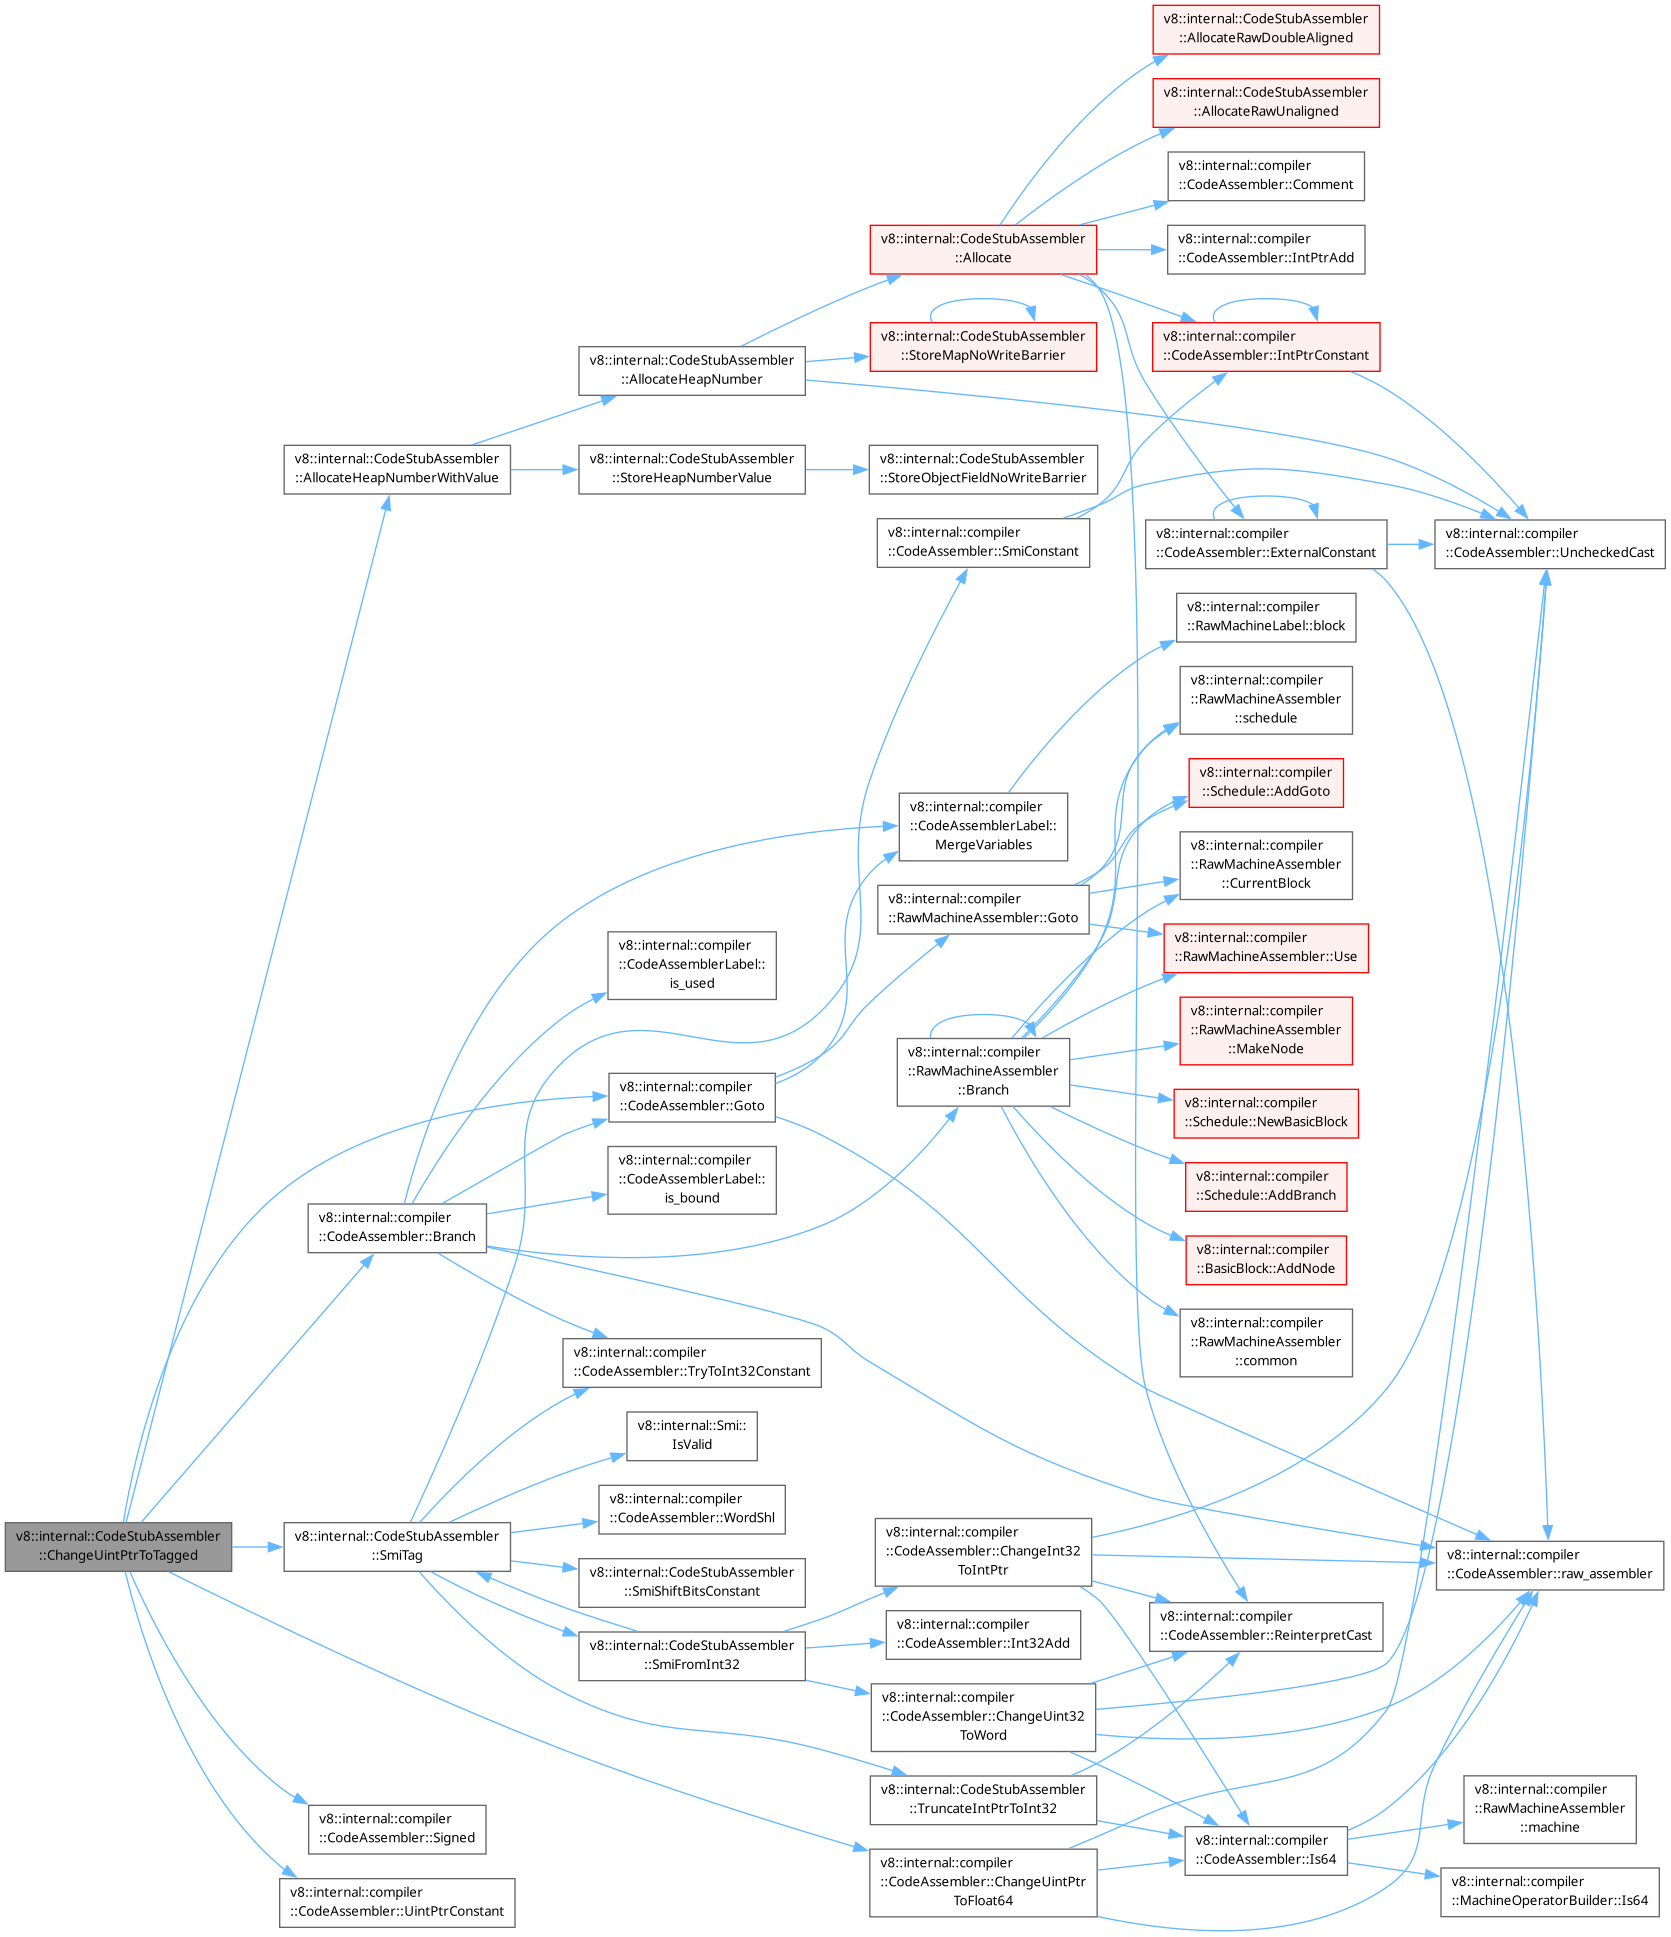 v8::internal::CodeStubAssembler
::AllocateRawDoubleAligned
v8::internal::CodeStubAssembler
::AllocateRawUnaligned
v8::internal::compiler
::CodeAssembler::Comment
v8::internal::CodeStubAssembler
::Allocate
v8::internal::compiler
::CodeAssembler::IntPtrAdd
v8::internal::CodeStubAssembler
::StoreMapNoWriteBarrier
v8::internal::compiler
::CodeAssembler::IntPtrConstant
v8::internal::CodeStubAssembler
::AllocateHeapNumber
v8::internal::CodeStubAssembler
::AllocateHeapNumberWithValue
v8::internal::CodeStubAssembler
::StoreHeapNumberValue
v8::internal::CodeStubAssembler
::StoreObjectFieldNoWriteBarrier
v8::internal::compiler
::CodeAssembler::SmiConstant
v8::internal::compiler
::CodeAssembler::ExternalConstant
v8::internal::compiler
::CodeAssembler::UncheckedCast
v8::internal::compiler
::RawMachineLabel::block
v8::internal::compiler
::RawMachineAssembler
::schedule
v8::internal::compiler
::Schedule::AddGoto
v8::internal::compiler
::CodeAssemblerLabel::
MergeVariables
v8::internal::compiler
::RawMachineAssembler
::CurrentBlock
v8::internal::compiler
::RawMachineAssembler::Goto
v8::internal::compiler
::RawMachineAssembler::Use
v8::internal::compiler
::CodeAssemblerLabel::
is_used
v8::internal::compiler
::RawMachineAssembler
::MakeNode
v8::internal::compiler
::RawMachineAssembler
::Branch
v8::internal::compiler
::CodeAssembler::Goto
v8::internal::compiler
::Schedule::NewBasicBlock
v8::internal::compiler
::CodeAssemblerLabel::
is_bound
v8::internal::compiler
::Schedule::AddBranch
v8::internal::compiler
::CodeAssembler::Branch
v8::internal::compiler
::BasicBlock::AddNode
v8::internal::compiler
::RawMachineAssembler
::common
v8::internal::compiler
::CodeAssembler::TryToInt32Constant
v8::internal::Smi::
IsValid
v8::internal::compiler
::CodeAssembler::WordShl
v8::internal::CodeStubAssembler
::ChangeUintPtrToTagged
v8::internal::CodeStubAssembler
::SmiTag
v8::internal::CodeStubAssembler
::SmiShiftBitsConstant
v8::internal::compiler
::CodeAssembler::ChangeInt32
ToIntPtr
v8::internal::compiler
::CodeAssembler::raw_assembler
v8::internal::CodeStubAssembler
::SmiFromInt32
v8::internal::compiler
::CodeAssembler::Int32Add
v8::internal::compiler
::CodeAssembler::ReinterpretCast
v8::internal::compiler
::CodeAssembler::ChangeUint32
ToWord
v8::internal::CodeStubAssembler
::TruncateIntPtrToInt32
v8::internal::compiler
::RawMachineAssembler
::machine
v8::internal::compiler
::CodeAssembler::Signed
v8::internal::compiler
::CodeAssembler::Is64
v8::internal::compiler
::CodeAssembler::ChangeUintPtr
ToFloat64
v8::internal::compiler
::CodeAssembler::UintPtrConstant
v8::internal::compiler
::MachineOperatorBuilder::Is64